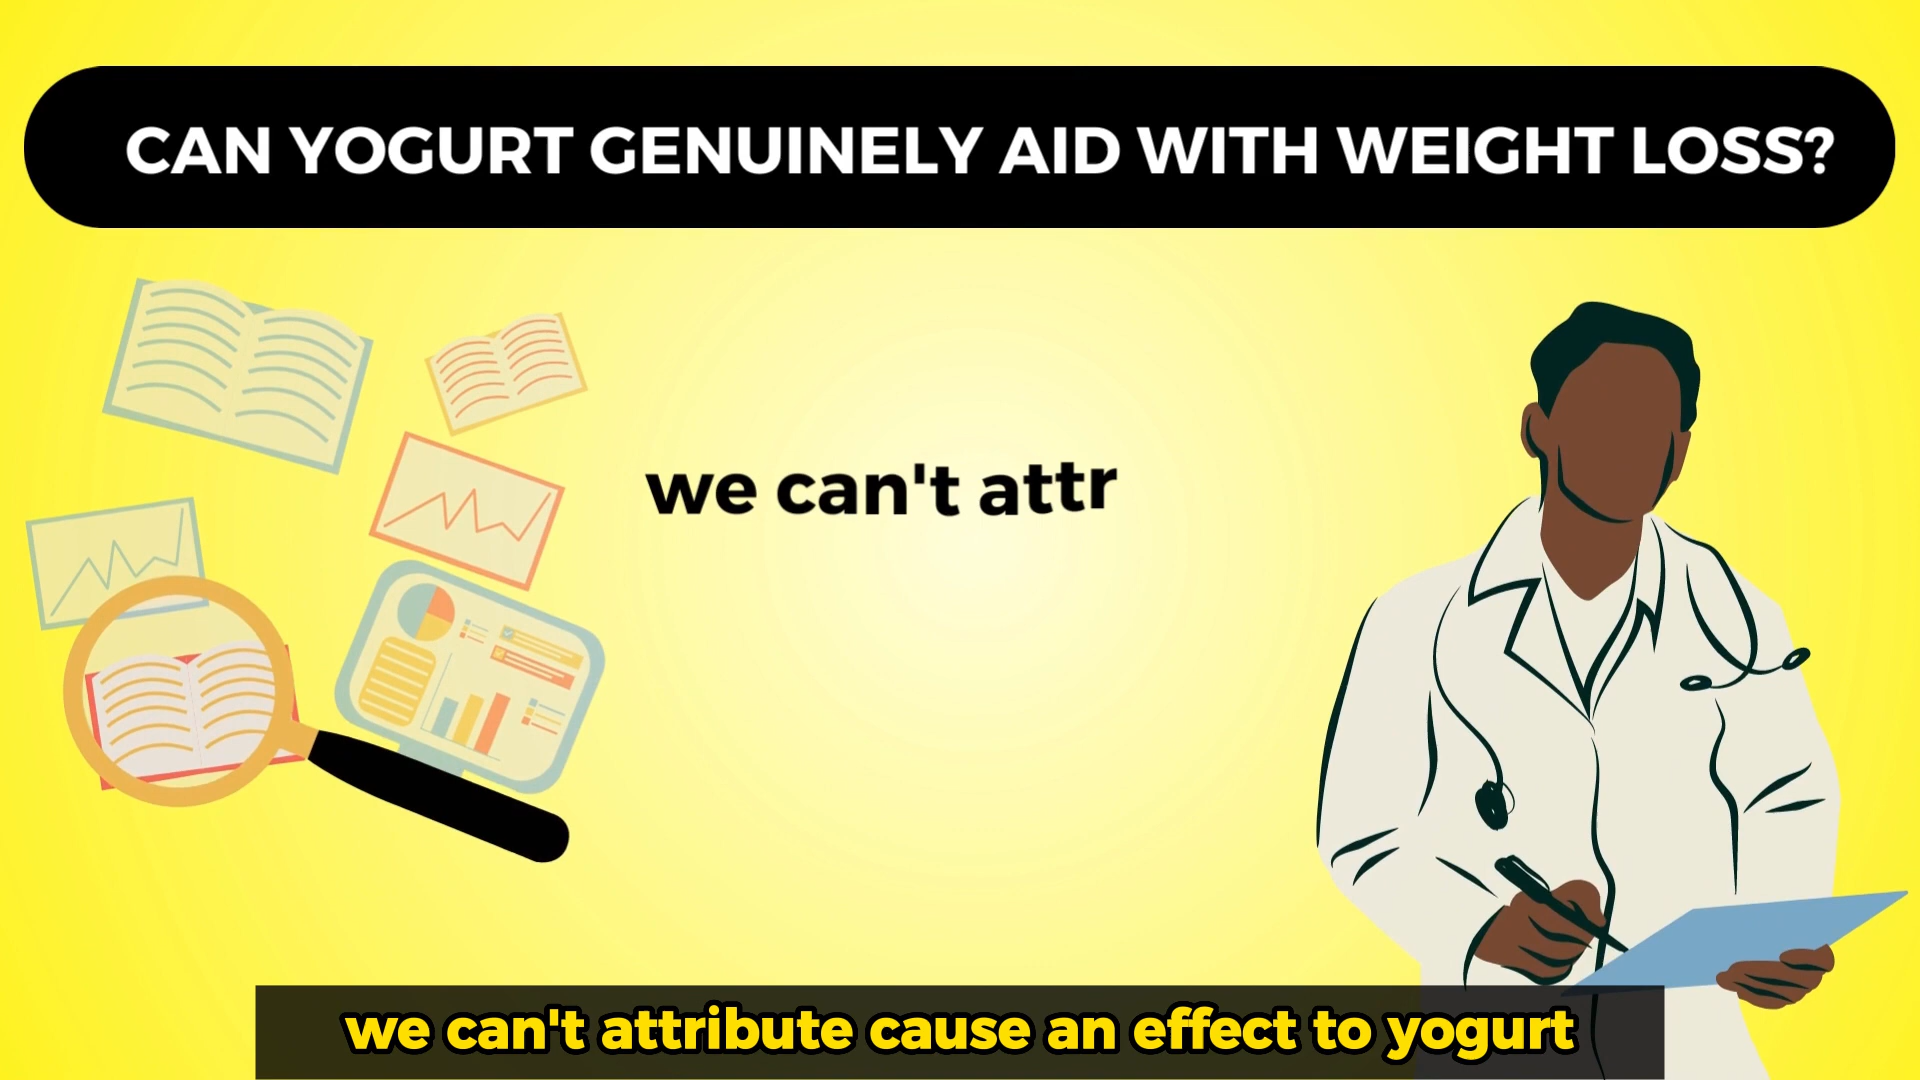 CAN YOGURT GENUINELY AID WITH WEIGHT LOSS?
we can't attr
we can't attribute cause an effect to yogurt